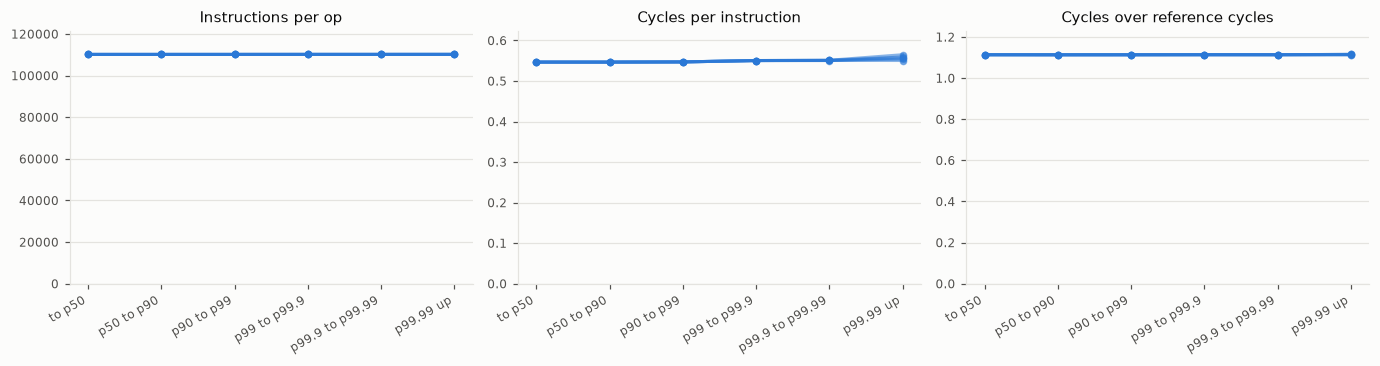 Instructions per op
120000
100000
80000
60000
40000
20000
0
to p50
p50 to p90
p90 to p99
p99 to p99.9
p99.9 to p99.99
p99.99 up
Cycles per instruction
0.6
0.5
0.4
0.3
0.2
0.1
0.0
to p50
p50 to p90
p90 to p99
p99 to p99.9
p99.9 to p99.99
p99.99 up
Cycles over reference cycles
1.2
1.0
0.8
0.6
0.4
0.2
0.0
to p50
p50 to p90
p90 to p99
p99 to p99.9
p99.9 to p99.99
p99.99 up